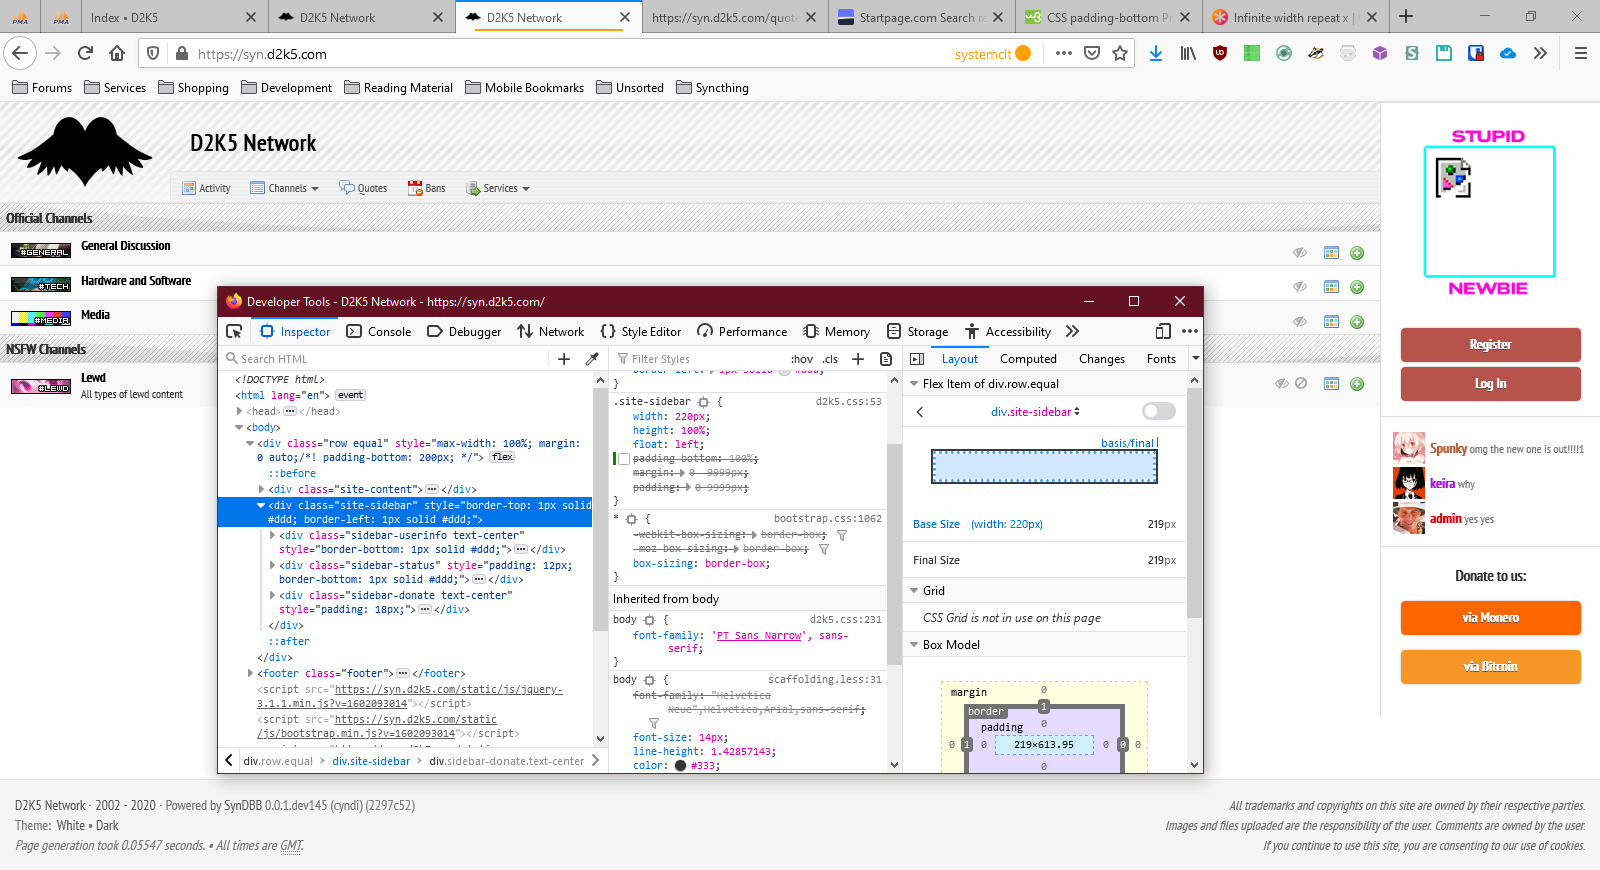 Index • D2K5
D2K5 Network
D2K5 Network
https://syn.d2k5.com/quote
Startpage.com Search re
CSS padding-bottom Pr
Infinite width repeat x |
https://syn.d2k5.com
systemclt
Forums
Services
Shopping
Development
Reading Material
Mobile Bookmarks
Unsorted
Syncthing
D2K5 Network
Activity
Channels
Quotes
Bans
Services
Official Channels
#GENERAL
General Discussion
#TECH
Hardware and Software
#MEDIA
Media
NSFW Channels
#LEWD
Lewd
All types of lewd content
STUPID
NEWBIE
Register
Log In
Spunky omg the new one is out!!!!1
keira why
admin yes yes
Donate to us:
via Monero
via Bitcoin
Developer Tools - D2K5 Network - https://syn.d2k5.com/
Inspector
Console
Debugger
Network
Style Editor
Performance
Memory
Storage
Accessibility
Search HTML
<!DOCTYPE html>
<html lang="en"> event
<head> </head>
<body>
<div class="row equal" style="max-width: 100%; margin:
0 auto;/*! padding-bottom: 200px; */"> flex
::before
<div class="site-content"> </div>
<div class="site-sidebar" style="border-top: 1px solid
#ddd; border-left: 1px solid #ddd;">
<div class="sidebar-userinfo text-center"
style="border-bottom: 1px solid #ddd;"> </div>
<div class="sidebar-status" style="padding: 12px;
border-bottom: 1px solid #ddd;"> </div>
<div class="sidebar-donate text-center"
style="padding: 18px;"> </div>
</div>
::after
</div>
<footer class="footer"> </footer>
<script src="https://syn.d2k5.com/static/js/jquery-
3.1.1.min.js?v=1602093014"></script>
<script src="https://syn.d2k5.com/static
/js/bootstrap.min.js?v=1602093014"></script>
div.row.equal
div.site-sidebar
div.sidebar-donate.text-center
Filter Styles
:hov .cls
border-left: 1px solid #ddd;
}
.site-sidebar { d2k5.css:53
width: 220px;
height: 100%;
float: left;
padding-bottom: 100%;
margin: 0 -9999px;
padding: 0 9999px;
}
* { bootstrap.css:1062
-webkit-box-sizing: border-box;
-moz-box-sizing: border-box;
box-sizing: border-box;
}
Inherited from body
body { d2k5.css:231
font-family: 'PT Sans Narrow', sans-
serif;
}
body { scaffolding.less:31
font-family: "Helvetica
Neue",Helvetica,Arial,sans-serif;
font-size: 14px;
line-height: 1.42857143;
color: #333;
Layout
Computed
Changes
Fonts
Flex Item of div.row.equal
div.site-sidebar
basis/final
Base Size (width: 220px) 219px
Final Size 219px
Grid
CSS Grid is not in use on this page
Box Model
margin 0
border 1
padding 0
0 1 0 219×613.95 0 0 0
0
D2K5 Network · 2002 - 2020 · Powered by SynDBB 0.0.1.dev145 (cyndi) (2297c52)
Theme: White • Dark
Page generation took 0.05547 seconds. • All times are GMT.
All trademarks and copyrights on this site are owned by their respective parties.
Images and files uploaded are the responsibility of the user. Comments are owned by the user.
If you continue to use this site, you are consenting to our use of cookies.